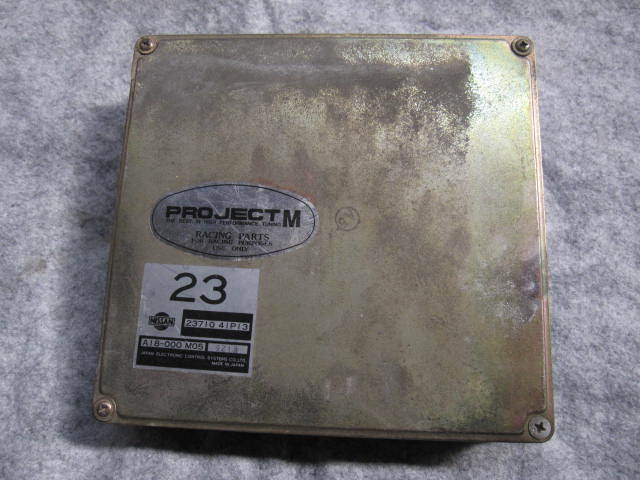 PROJECT M
THE BEST IN HIGH PERFORMANCE TUNING
RACING PARTS
FOR RACING PURPOSES
USE ONLY
23
NISSAN
23710 41P13
A18-000 M05
JAPAN ELECTRONIC CONTROL SYSTEMS CO.,LTD.
MADE IN JAPAN